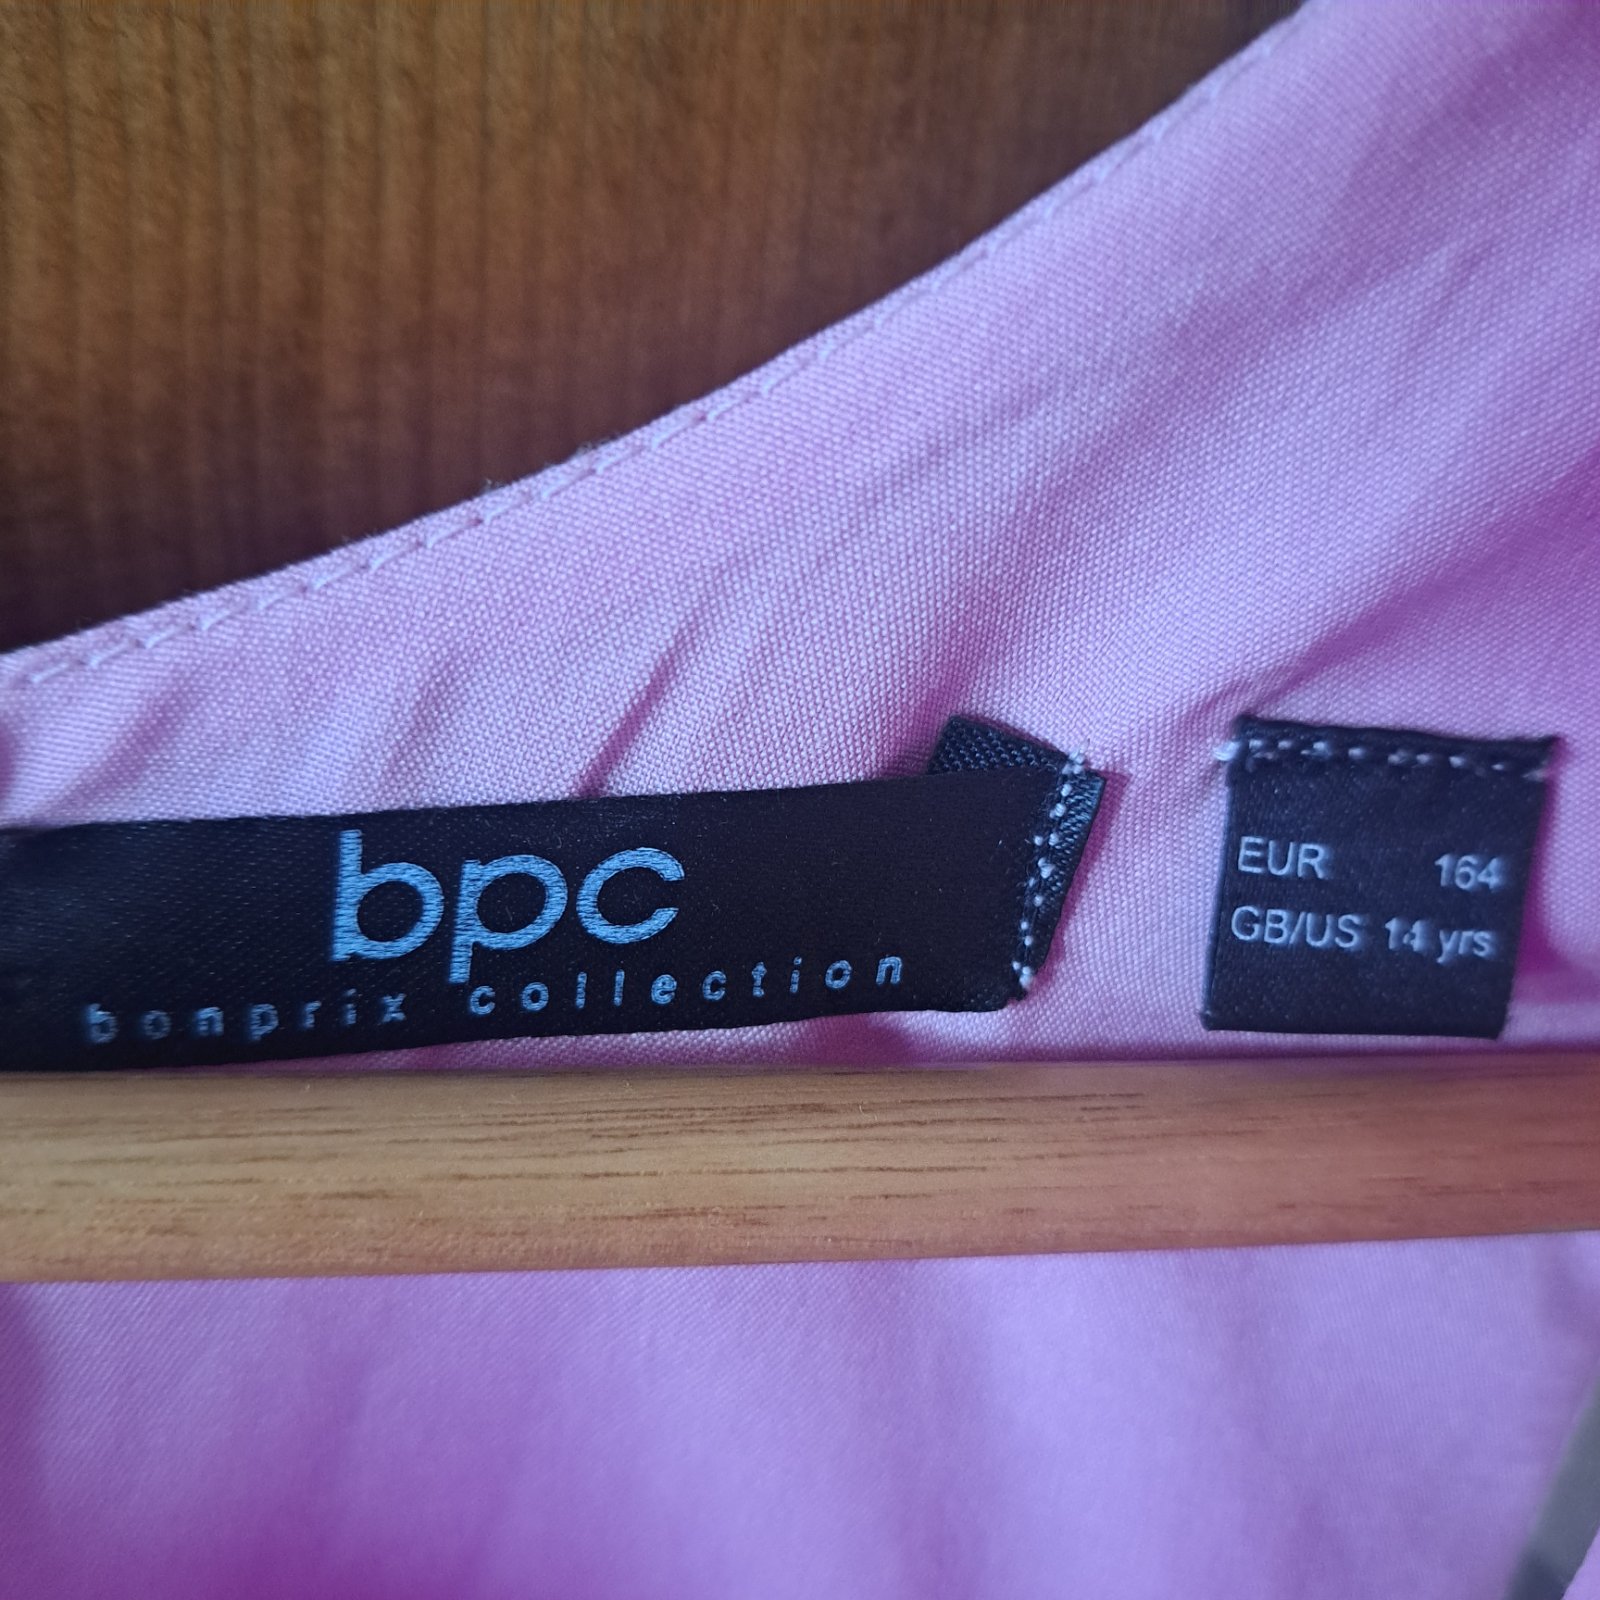 bpc
bonprix collection
EUR 164
GB/US 14 yrs